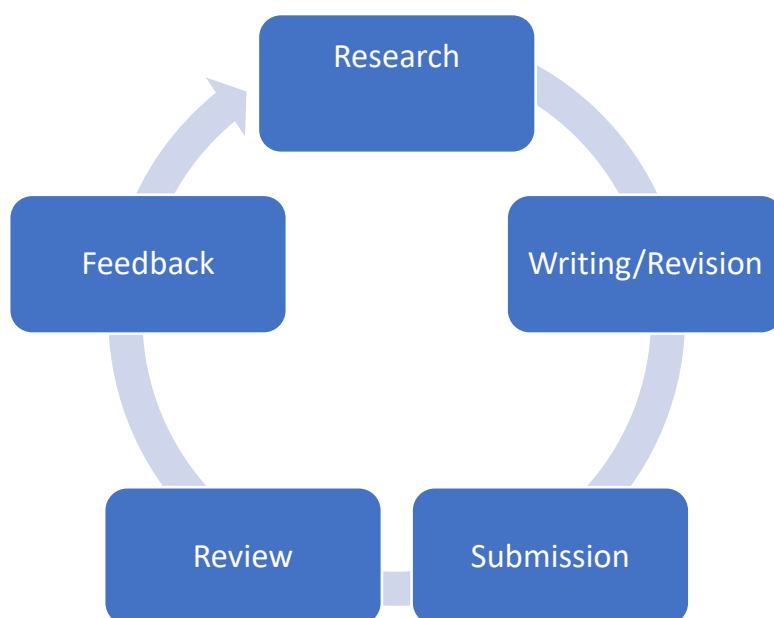 Research
Writing/Revision
Submission
Review
Feedback